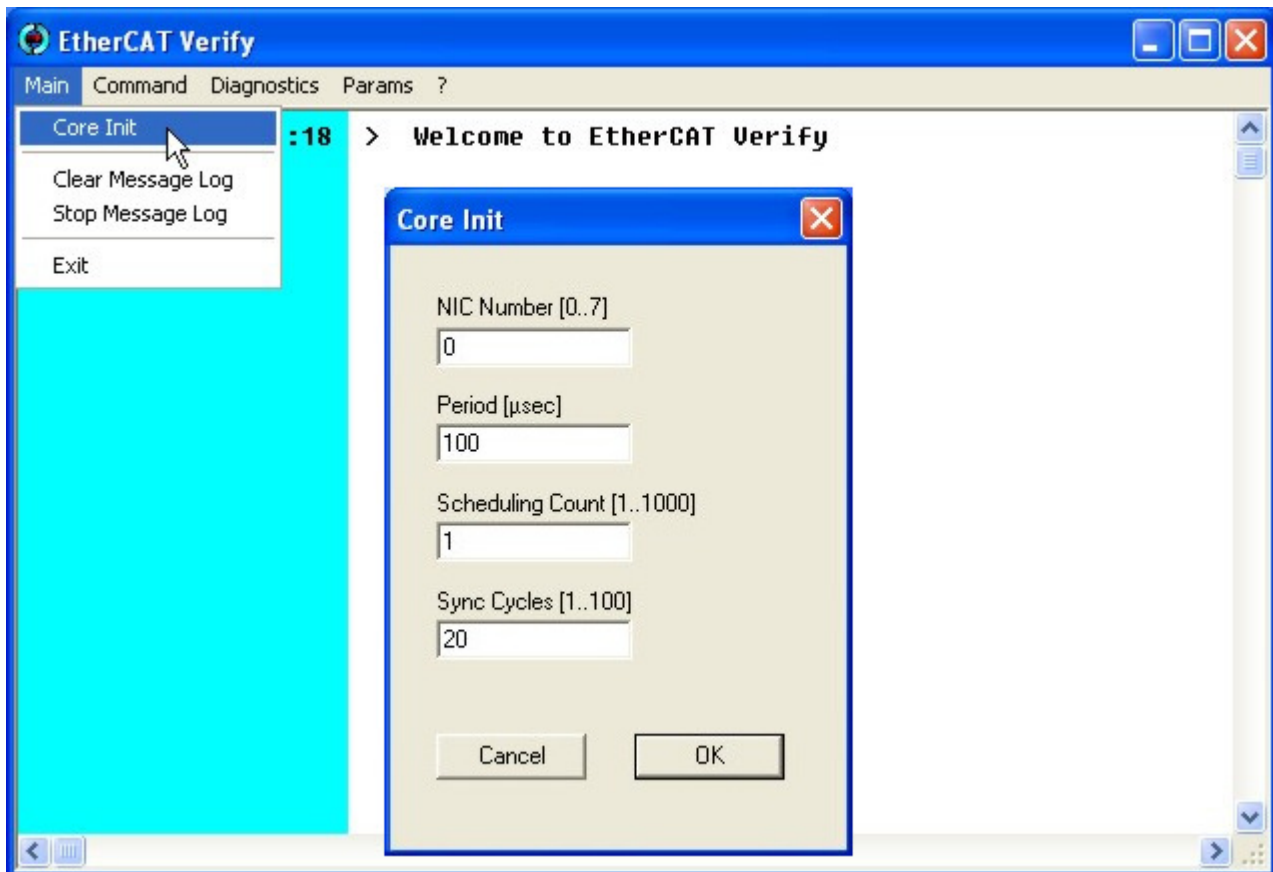 EtherCAT Verify
Main Command Diagnostics Params ?
Core Init
:18 > Welcome to EtherCAT Verify
Clear Message Log
Stop Message Log
Exit
Core Init
NIC Number [0..7]
0
Period [µsec]
100
Scheduling Count [1..1000]
1
Sync Cycles [1..100]
20
Cancel OK